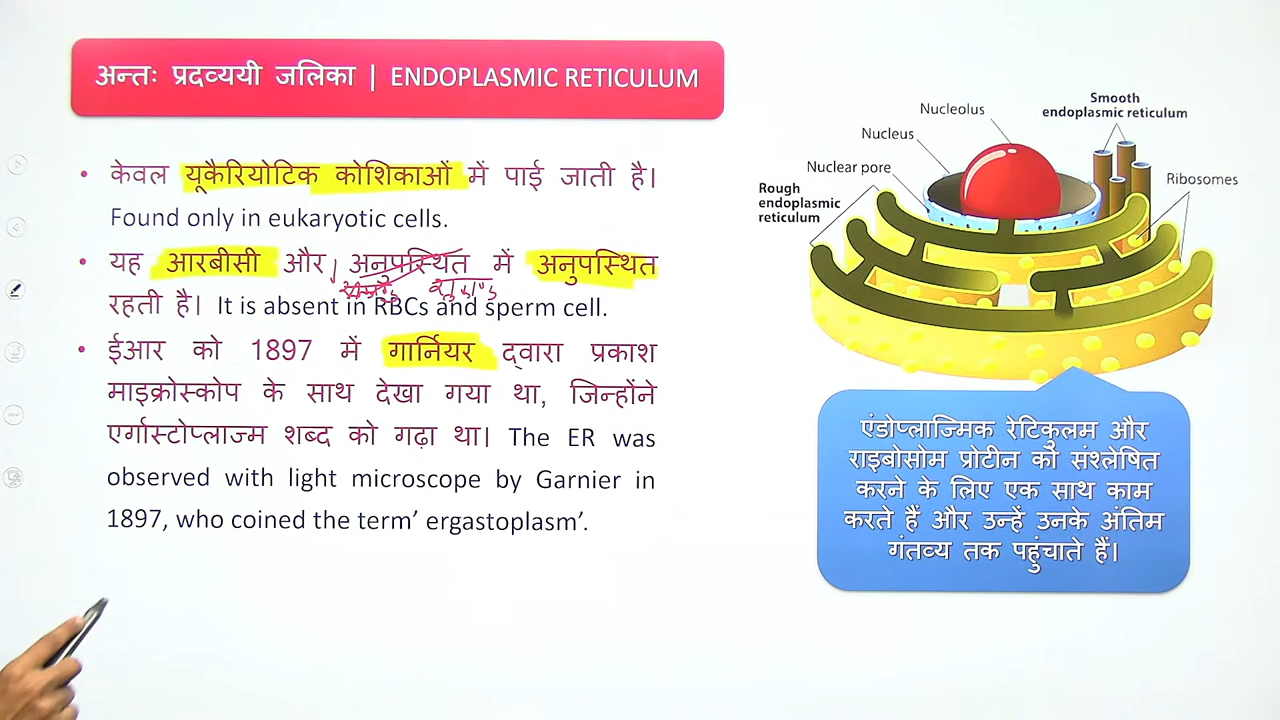 अन्तः प्रदव्ययी जलिका | ENDOPLASMIC RETICULUM
• केवल यूकैरियोटिक कोशिकाओं में पाई जाती है।
Found only in eukaryotic cells.
• यह आरबीसी और अनुपस्थित में अनुपस्थित
रहती है। It is absent in RBCs and sperm cell.
• ईआर को 1897 में गार्नियर द्वारा प्रकाश
माइक्रोस्कोप के साथ देखा गया था, जिन्होंने
एर्गास्टोप्लाज्म शब्द को गढ़ा था। The ER was
observed with light microscope by Garnier in
1897, who coined the term’ ergastoplasm’.
Nucleolus
Smooth
endoplasmic reticulum
Nucleus
Nuclear pore
Ribosomes
Rough
endoplasmic
reticulum
एंडोप्लाज्मिक रेटिकुलम और
राइबोसोम प्रोटीन को संश्लेषित
करने के लिए एक साथ काम
करते हैं और उन्हें उनके अंतिम
गंतव्य तक पहुंचाते हैं।